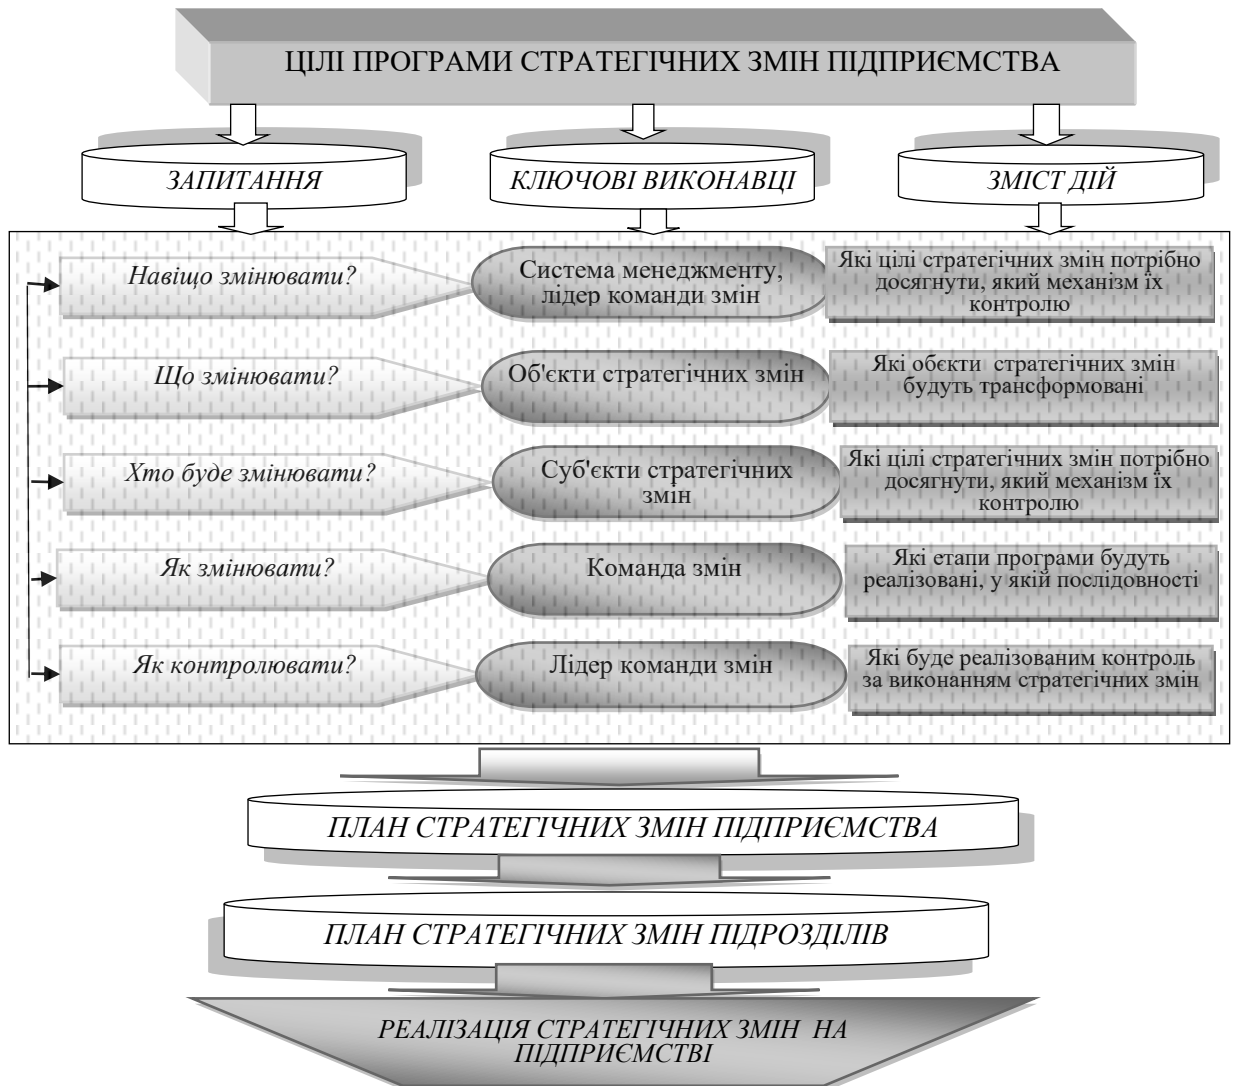 ЦІЛІ ПРОГРАМИ СТРАТЕГІЧНИХ ЗМІН ПІДПРИЄМСТВА
ЗАПИТАННЯ
КЛЮЧОВІ ВИКОНАВЦІ
ЗМІСТ ДІЙ
Навіщо змінювати?
Система менеджменту,
лідер команди змін
Які цілі стратегічних змін потрібно
досягнути, який механізм їх
контролю
Що змінювати?
Об'єкти стратегічних змін
Які обєкти стратегічних змін
будуть трансформовані
Хто буде змінювати?
Суб'єкти стратегічних
змін
Які цілі стратегічних змін потрібно
досягнути, який механізм їх
контролю
Як змінювати?
Команда змін
Які етапи програми будуть
реалізовані, у якій послідовності
Як контролювати?
Лідер команди змін
Які буде реалізованим контроль
за виконанням стратегічних змін
ПЛАН СТРАТЕГІЧНИХ ЗМІН ПІДПРИЄМСТВА
ПЛАН СТРАТЕГІЧНИХ ЗМІН ПІДРОЗДІЛІВ
РЕАЛІЗАЦІЯ СТРАТЕГІЧНИХ ЗМІН НА
ПІДПРИЄМСТВІ